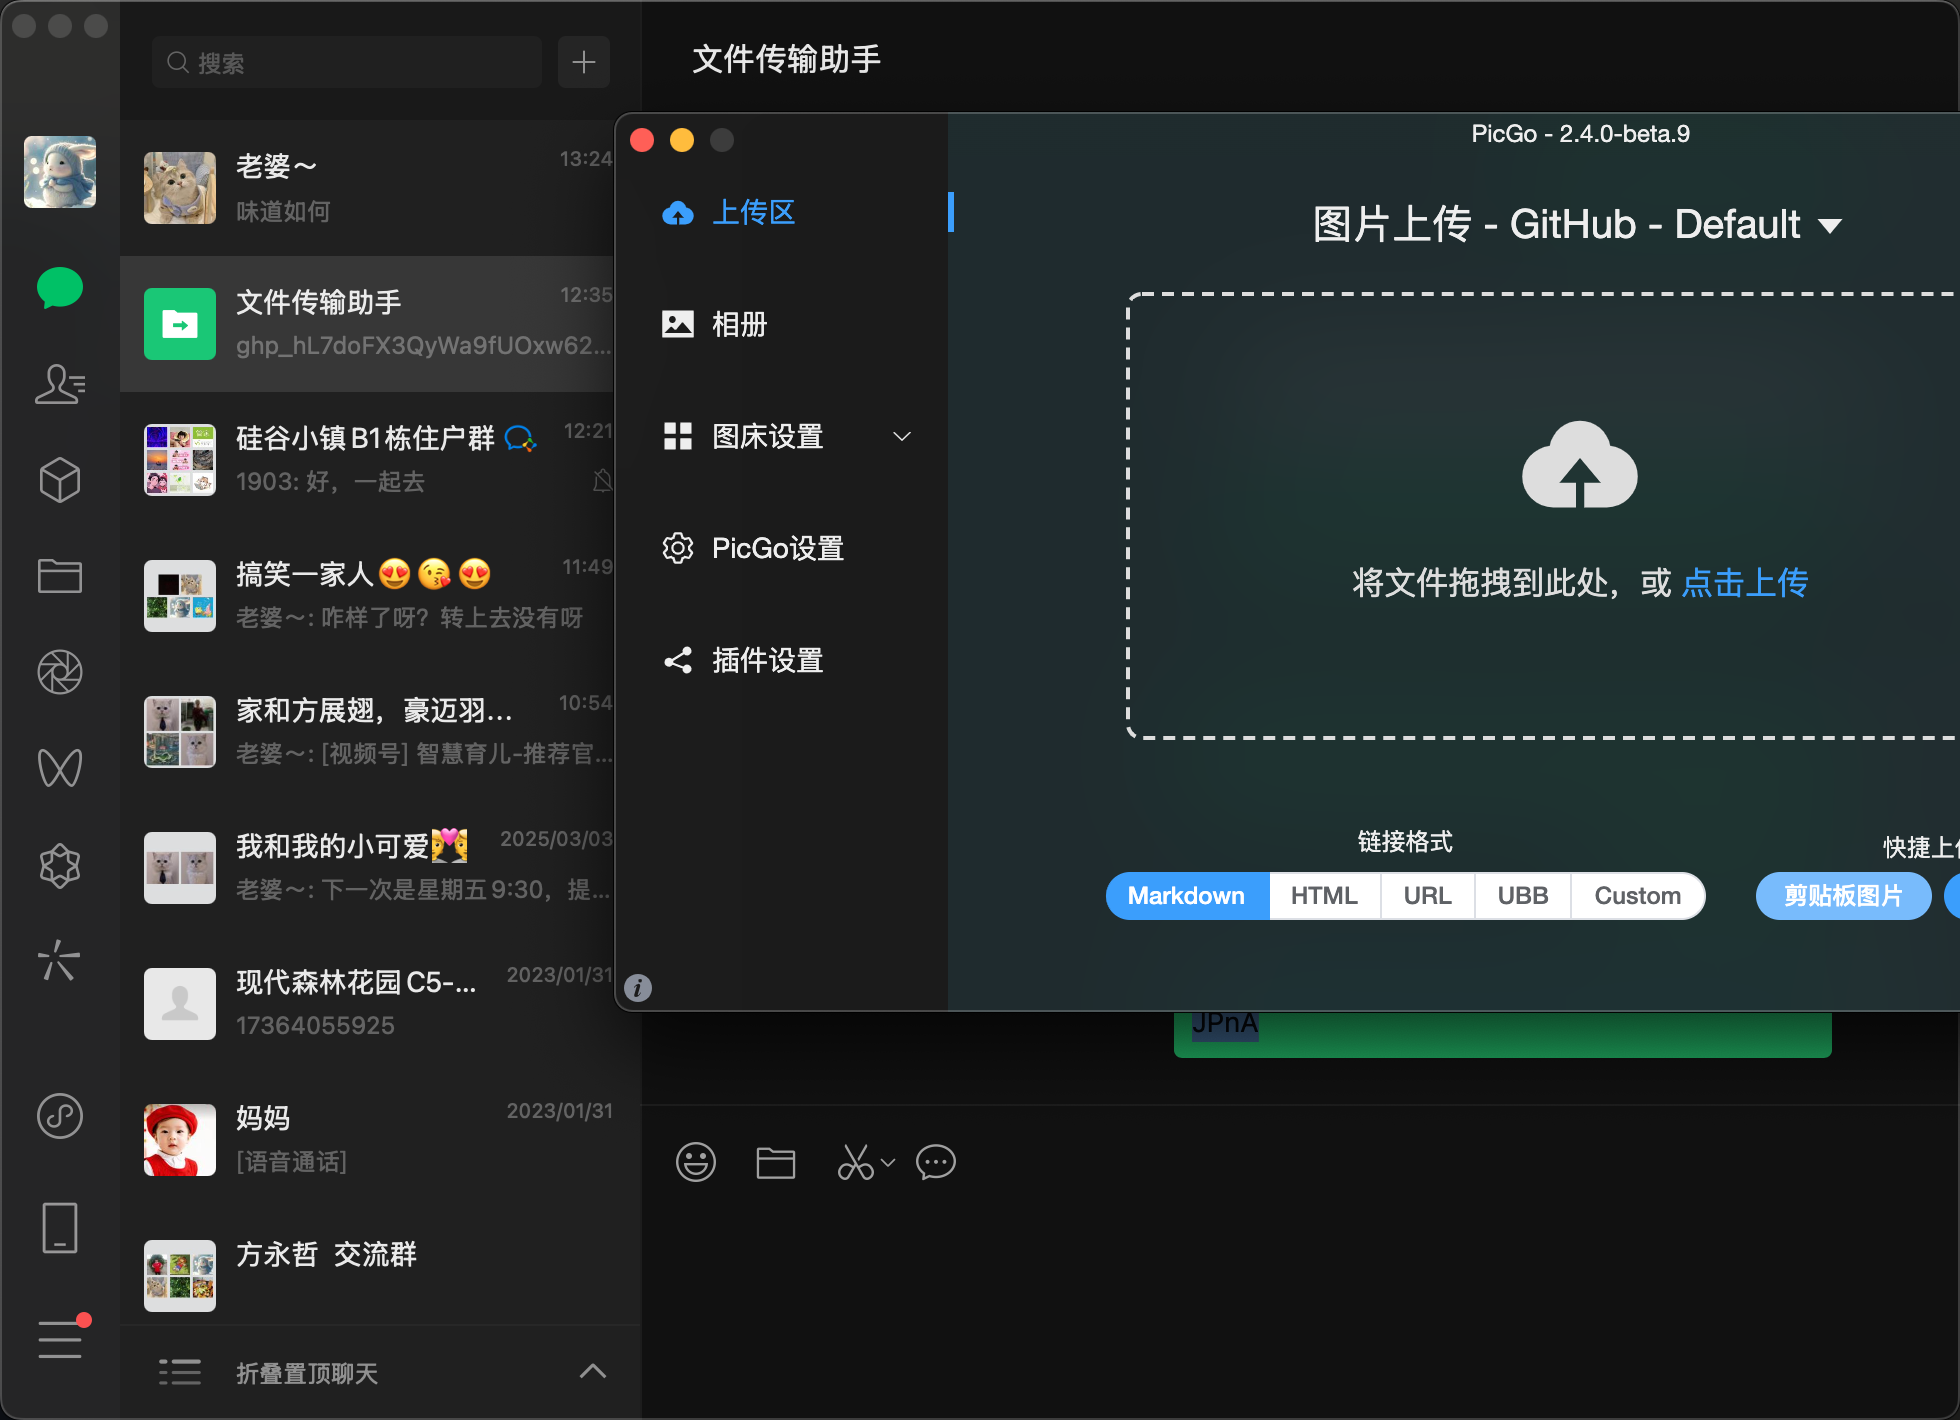 搜索
文件传输助手
老婆～
13:24
味道如何
文件传输助手
12:35
ghp_hL7doFX3QyWa9fUOxw62...
硅谷小镇B1栋住户群
12:21
1903: 好，一起去
搞笑一家人😍😘😍
11:49
老婆～: 咋样了呀？转上去没有呀
家和方展翅，豪迈羽...
10:54
老婆～: [视频号] 智慧育儿-推荐官...
我和我的小可爱👩‍❤️‍💋‍👨
2025/03/03
老婆～: 下一次是星期五9:30，提...
现代森林花园C5-...
2023/01/31
17364055925
妈妈
2023/01/31
[语音通话]
方永哲 交流群
折叠置顶聊天
PicGo - 2.4.0-beta.9
上传区
相册
图床设置
PicGo设置
插件设置
图片上传 - GitHub - Default
将文件拖拽到此处，或 点击上传
链接格式
Markdown
HTML
URL
UBB
Custom
快捷上
剪贴板图片
JPnA